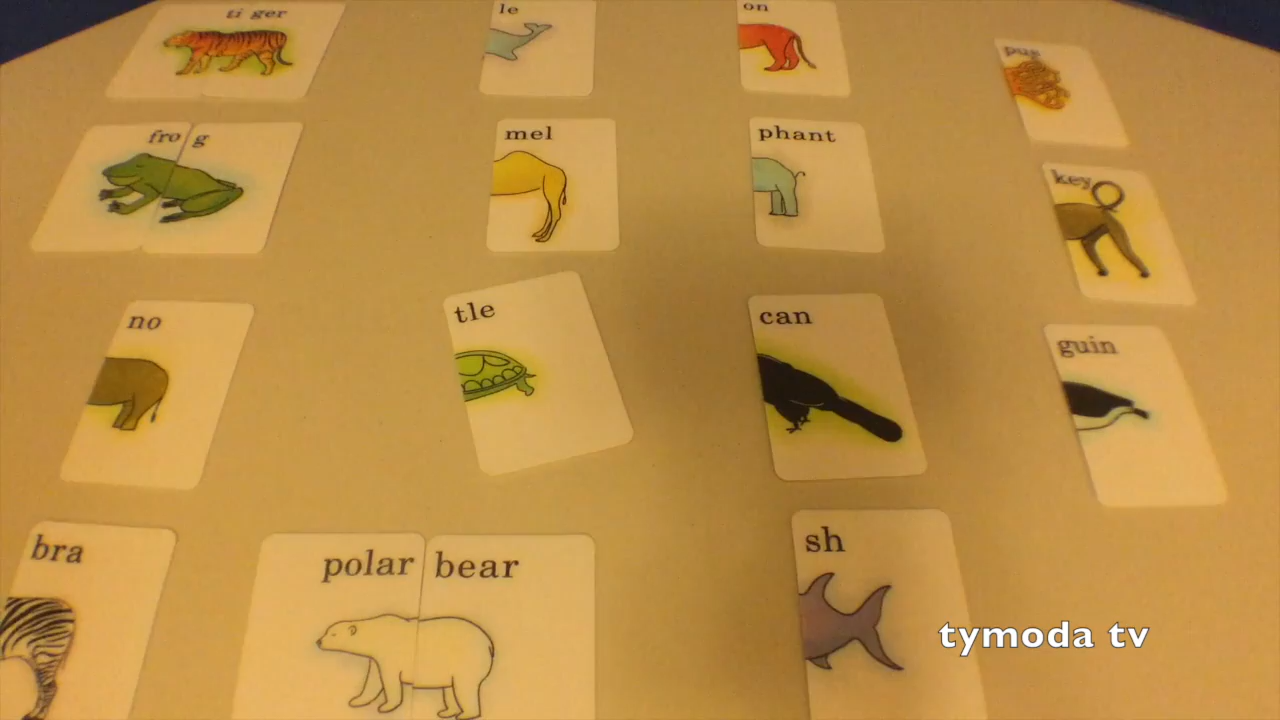 ti ger
le
on
pus
fro g
mel
phant
key
no
tle
can
guin
bra
polar bear
sh
tymoda tv